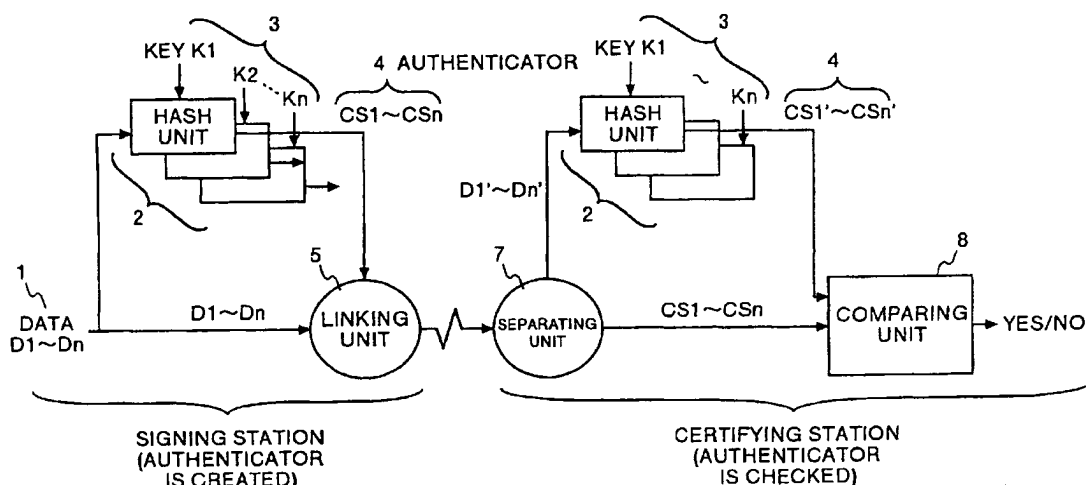 3
KEY K1
K2
Kn
HASH
UNIT
2
4 AUTHENTICATOR
CS1~CSn
1
DATA
D1~Dn
D1~Dn
5
LINKING
UNIT
SIGNING STATION
(AUTHENTICATOR
IS CREATED)
3
KEY K1
~
Kn
HASH
UNIT
2
4
CS1'~CSn'
D1'~Dn'
7
SEPARATING
UNIT
CS1~CSn
8
COMPARING
UNIT
YES/NO
CERTIFYING STATION
(AUTHENTICATOR
IS CHECKED)